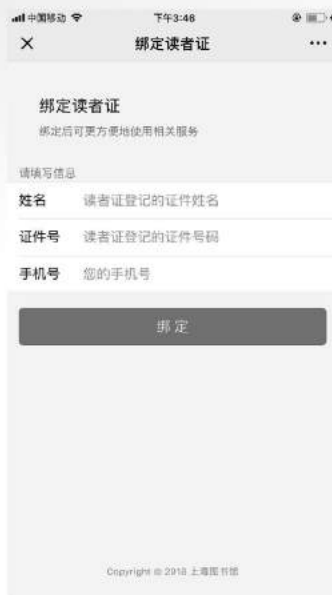 中国移动 下午3:46
绑定读者证
绑定读者证
绑定后可更方便地使用相关服务
请填写信息
姓名 读者证登记的证件姓名
证件号 读者证登记的证件号码
手机号 您的手机号
绑定
Copyright © 2018 上海图书馆